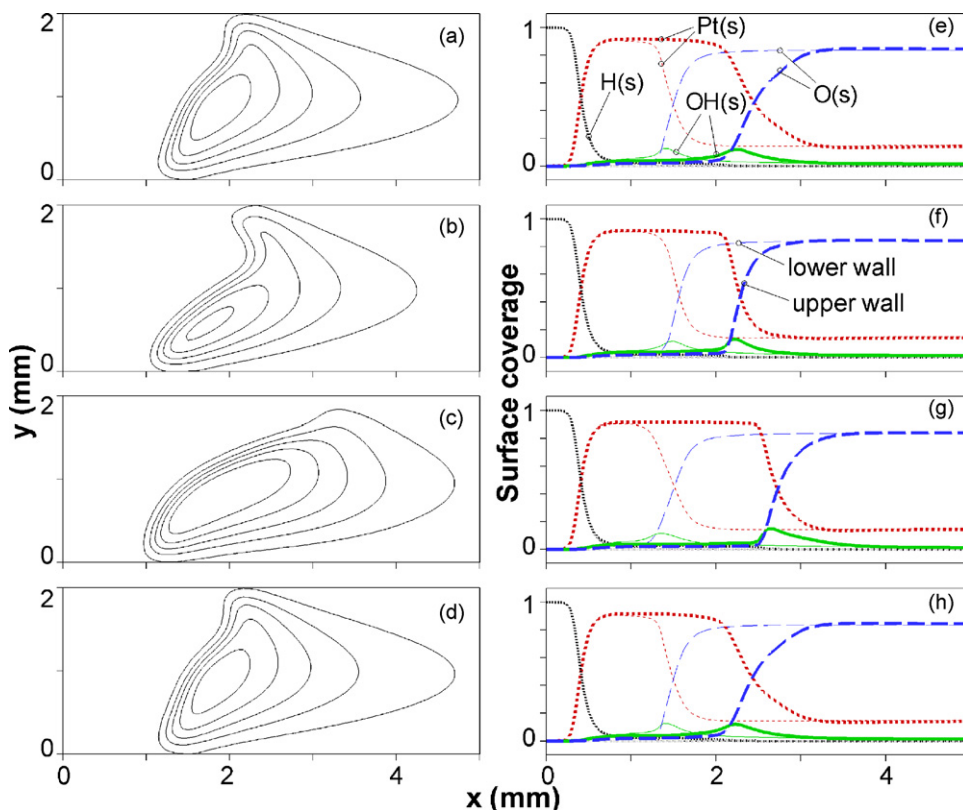 2
(a)
0
2
(b)
0
y (mm)
2
(c)
0
2
(d)
0
0
2
4
x (mm)
Surface coverage
1
Pt(s)
(e)
H(s)
OH(s)
O(s)
0
1
(f)
lower wall
upper wall
0
1
(g)
0
1
(h)
0
0
2
4